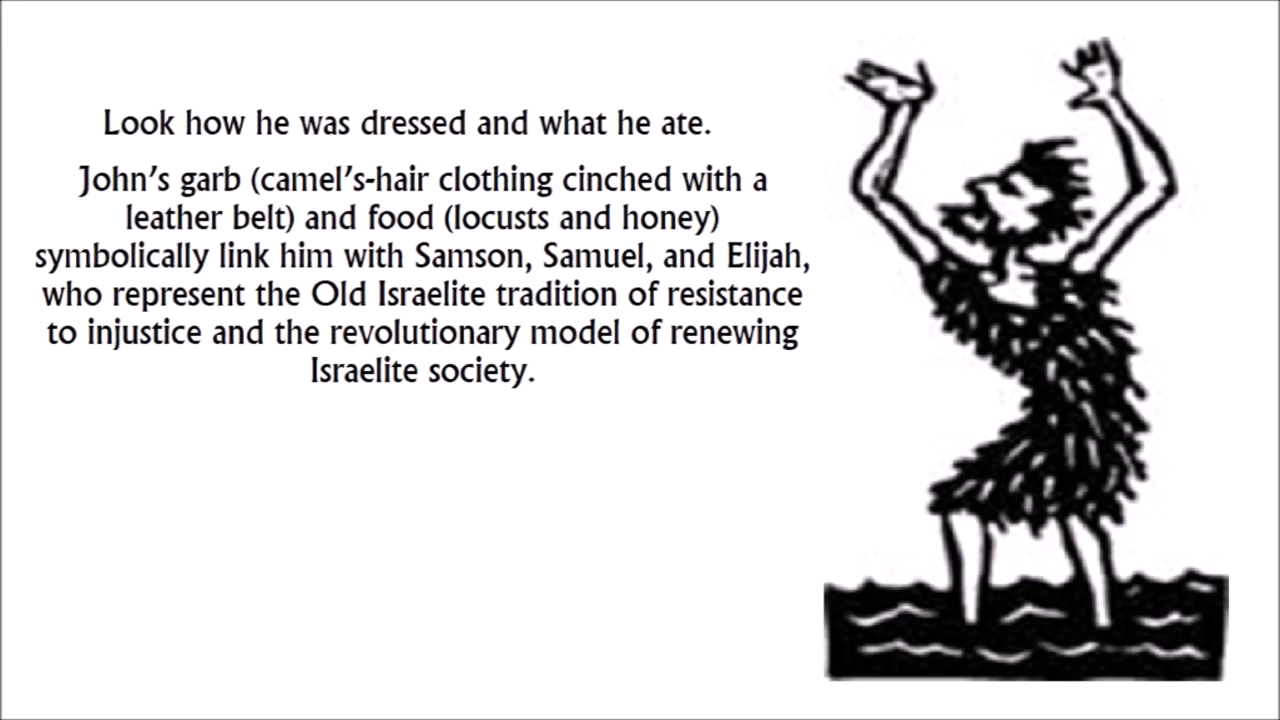 Look how he was dressed and what he ate.
John’s garb (camel’s-hair clothing cinched with a
leather belt) and food (locusts and honey)
symbolically link him with Samson, Samuel, and Elijah,
who represent the Old Israelite tradition of resistance
to injustice and the revolutionary model of renewing
Israelite society.